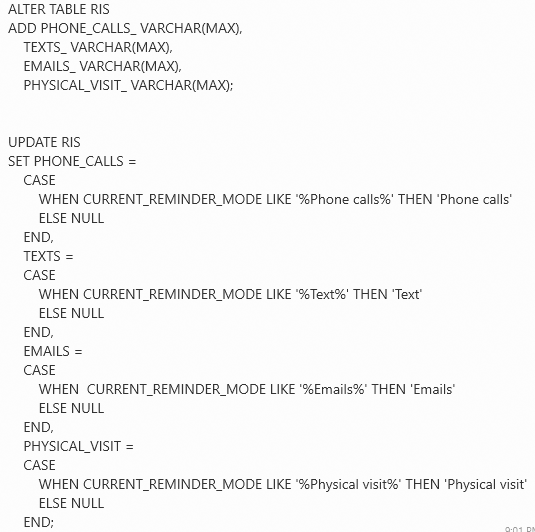 ALTER TABLE RIS
ADD PHONE_CALLS_ VARCHAR(MAX),
TEXTS_ VARCHAR(MAX),
EMAILS_ VARCHAR(MAX),
PHYSICAL_VISIT_ VARCHAR(MAX);
UPDATE RIS
SET PHONE_CALLS =
CASE
WHEN CURRENT_REMINDER_MODE LIKE '%Phone calls%' THEN 'Phone calls'
ELSE NULL
END,
TEXTS =
CASE
WHEN CURRENT_REMINDER_MODE LIKE '%Text%' THEN 'Text'
ELSE NULL
END,
EMAILS =
CASE
WHEN  CURRENT_REMINDER_MODE LIKE '%Emails%' THEN 'Emails'
ELSE NULL
END,
PHYSICAL_VISIT =
CASE
WHEN CURRENT_REMINDER_MODE LIKE '%Physical visit%' THEN 'Physical visit'
ELSE NULL
END;
9:01 PM